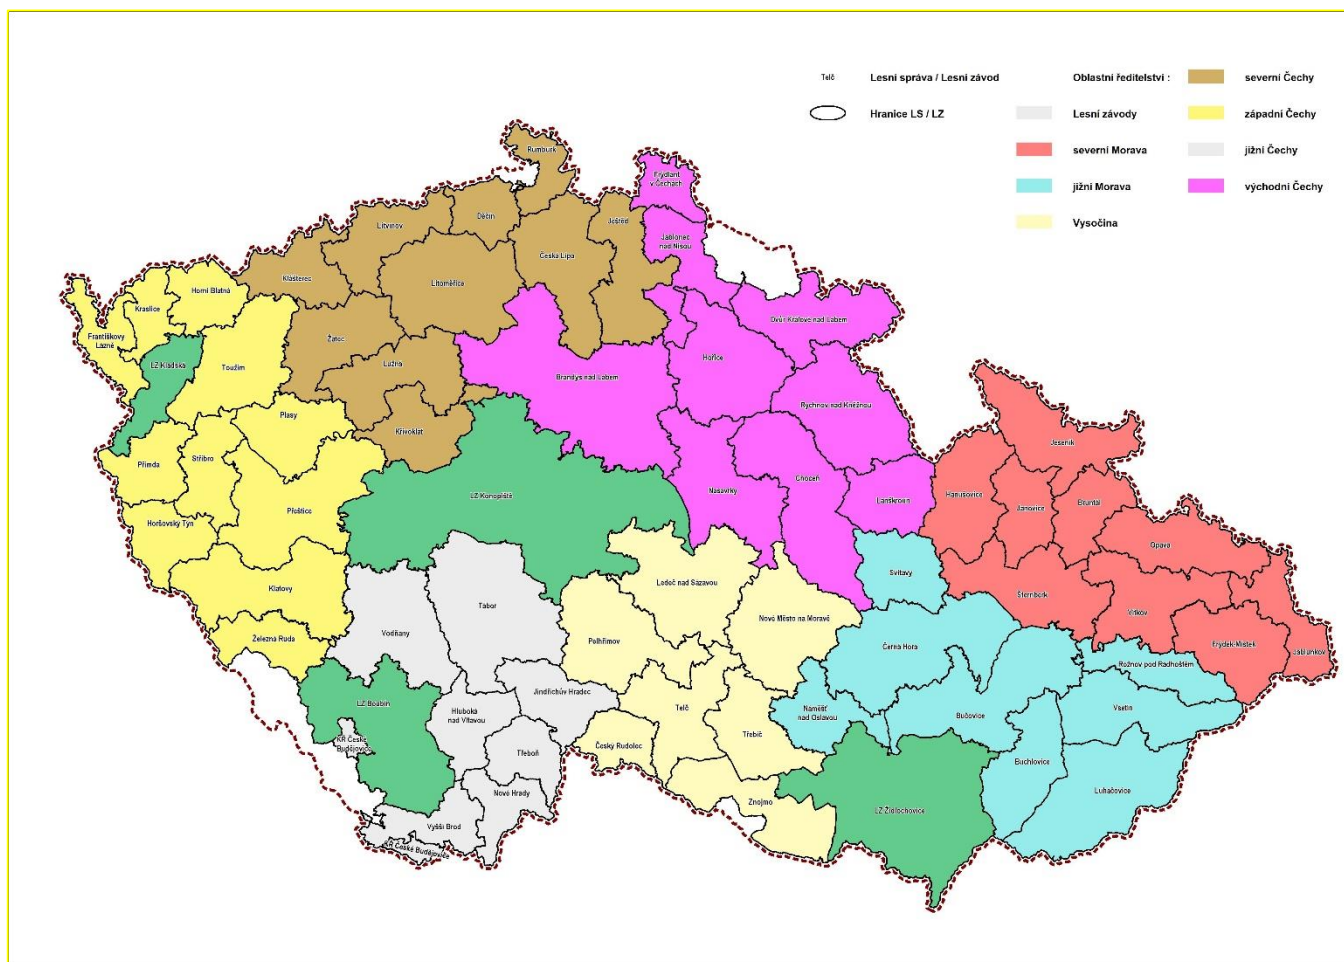 Telč
Lesní správa / Lesní závod
Oblastní ředitelství :
severní Čechy
Hranice LS / LZ
Lesní závody
západní Čechy
severní Morava
jižní Čechy
jižní Morava
východní Čechy
Vysočina
Rumburk
Frýdlant
v Čechách
Děčín
Litvínov
Ještěd
Jablonec
nad Nisou
Česká Lípa
Klášterec
Litoměřice
Horní Blatná
Kraslice
Dvůr Králové nad Labem
Františkovy
Lázně
Žatec
LZ Kladská
Toužim
Lužná
Hořice
Brandýs nad Labem
Rychnov nad Kněžnou
Plasy
Křivoklát
Jeseník
Přimda
Stříbro
Choceň
Nasavrky
LZ Konopiště
Hanušovice
Lanškroun
Bruntál
Janovice
Přeštice
Horšovský Týn
Opava
Svitavy
Ledeč nad Sázavou
Klatovy
Šternberk
Tábor
Vítkov
Nové Město na Moravě
Vodňany
Železná Ruda
Pelhřimov
Černá Hora
Frýdek-Místek
Jablunkov
Rožnov pod Radhoštěm
Jindřichův Hradec
LZ Boubín
Telč
Vsetín
Hluboká
nad Vltavou
Náměšť
nad Oslavou
Bučovice
Třebíč
KŘ České
Budějovice
Český Rudolec
Třeboň
Buchlovice
Luhačovice
Nové Hrady
Znojmo
LZ Židlochovice
Vyšší Brod
KŘ České Budějovice